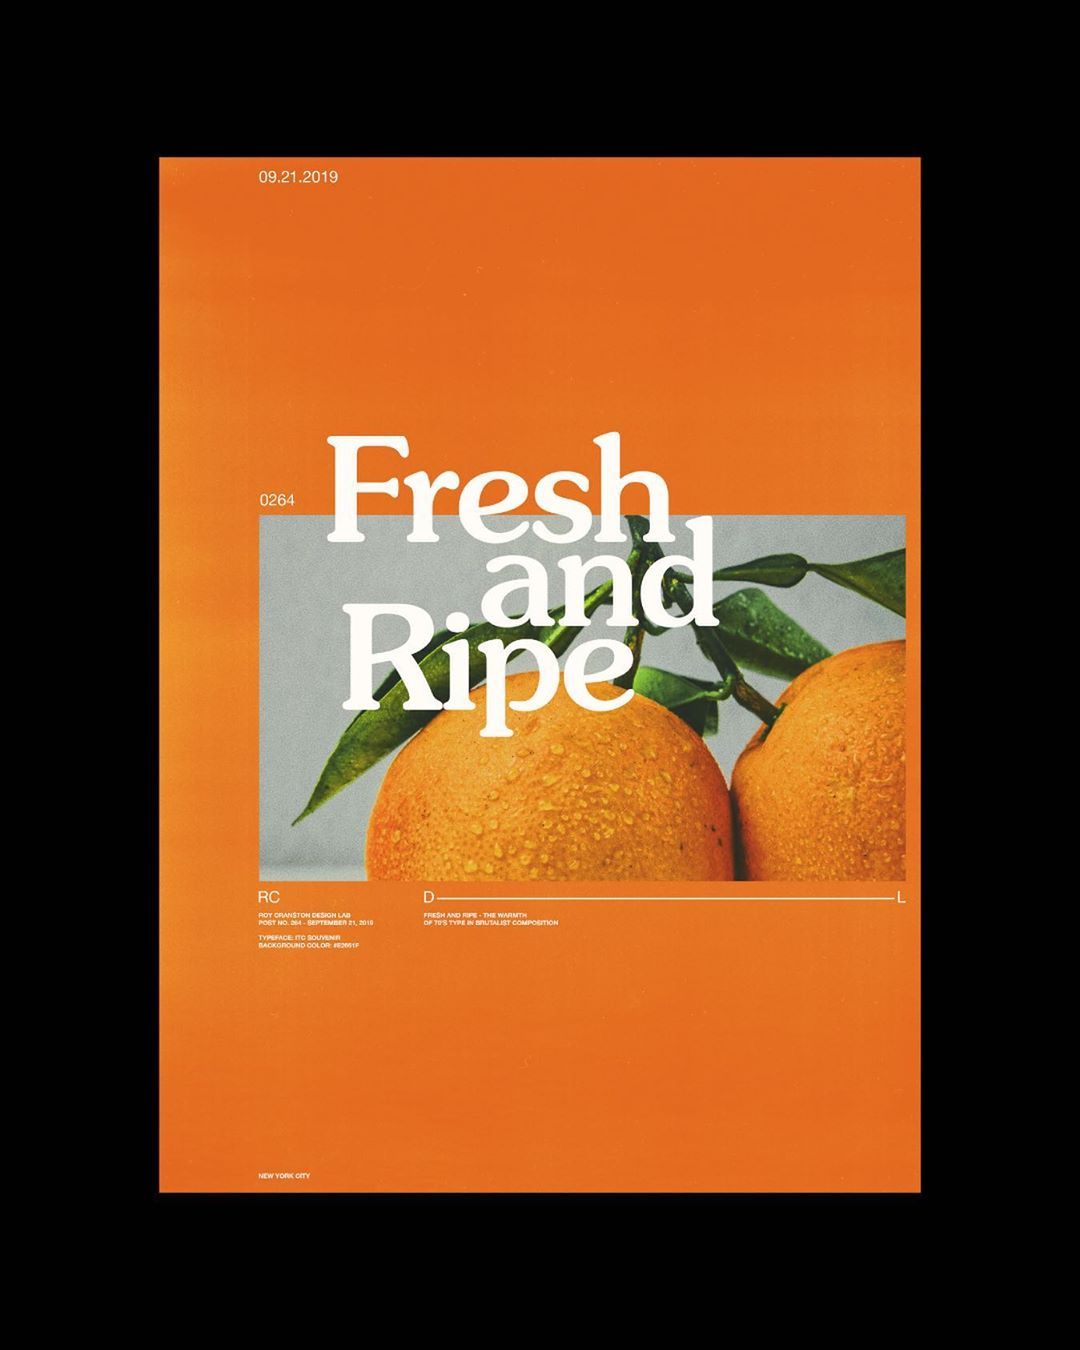 09.21.2019
0264
Fresh
and
Ripe
RC
D
L
ROY CRANSTON DESIGN LAB
POST NO. 264 - SEPTEMBER 21, 2019
TYPEFACE: ITC SOUVENIR
BACKGROUND COLOR: #E2661F
FRESH AND RIPE - THE WARMTH
OF 70'S TYPE IN BRUTALIST COMPOSITION
NEW YORK CITY